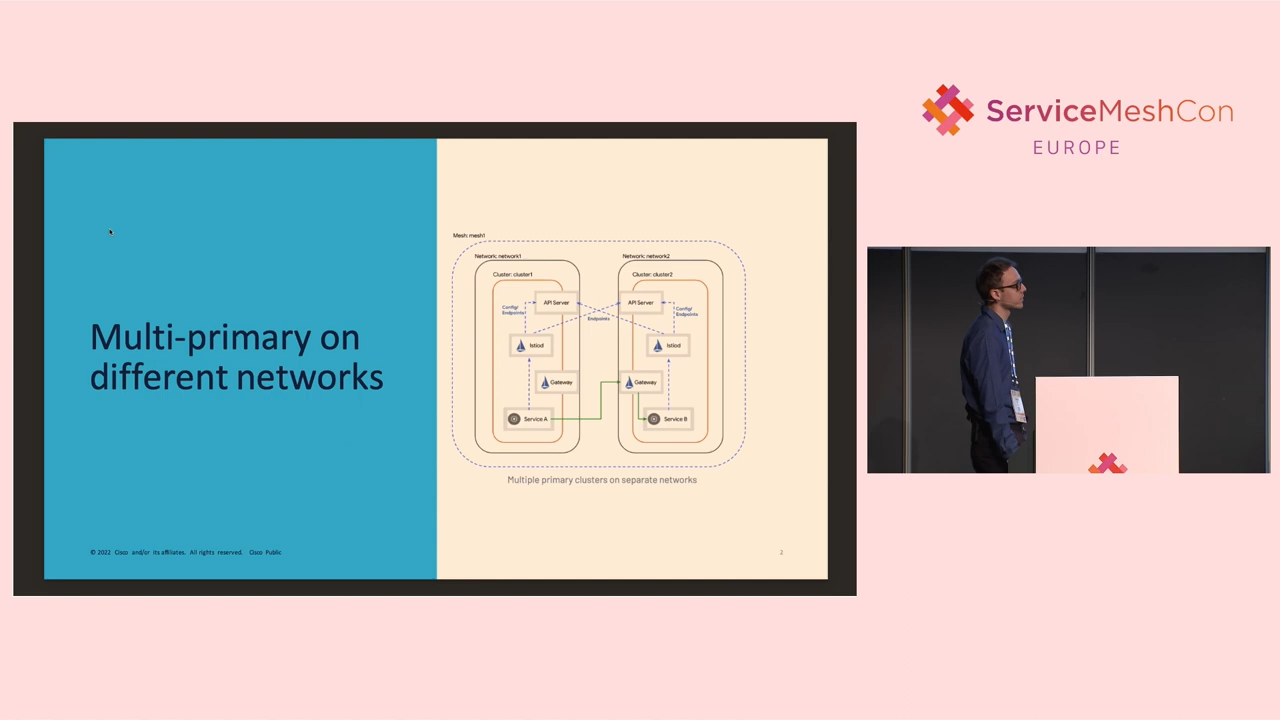 ServiceMeshCon
EUROPE
Multi-primary on
different networks
© 2022 Cisco and/or its affiliates. All rights reserved. Cisco Public
Mesh: mesh1
Network: network1
Network: network2
Cluster: cluster1
Cluster: cluster2
API Server
API Server
Config/
Endpoints
Config/
Endpoints
Endpoints
Istiod
Istiod
Gateway
Gateway
Service A
Service B
Multiple primary clusters on separate networks
2